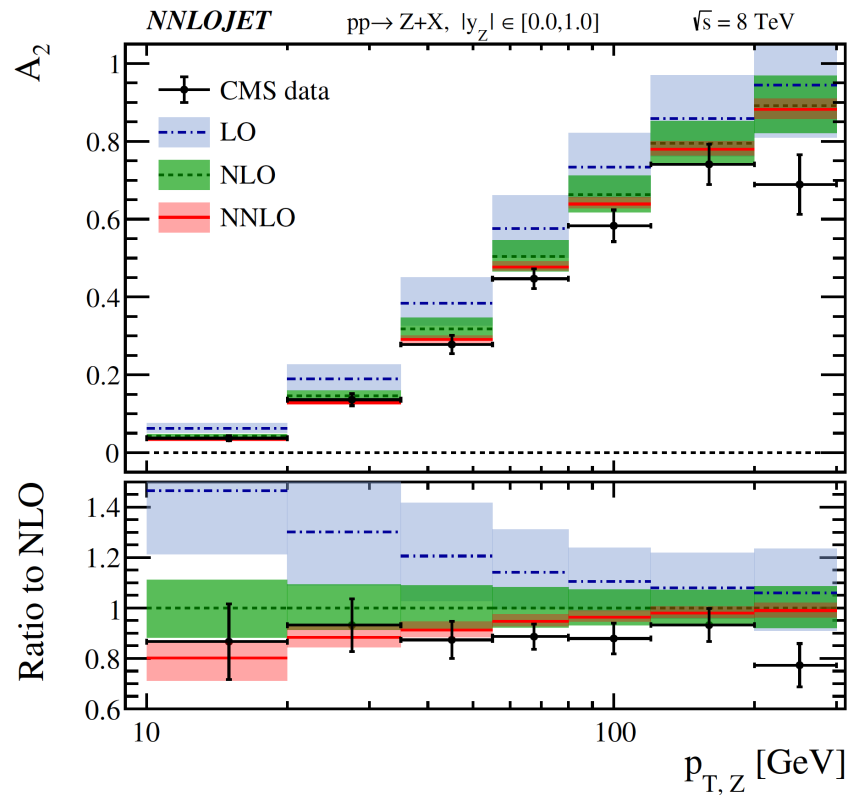 NNLOJET pp→ Z+X, |y_Z| ∈ [0.0,1.0] √s = 8 TeV
A_2
1
0.8
0.6
0.4
0.2
0
CMS data
LO
NLO
NNLO
Ratio to NLO
1.4
1.2
1.0
0.8
0.6
10 100
p_T, Z [GeV]